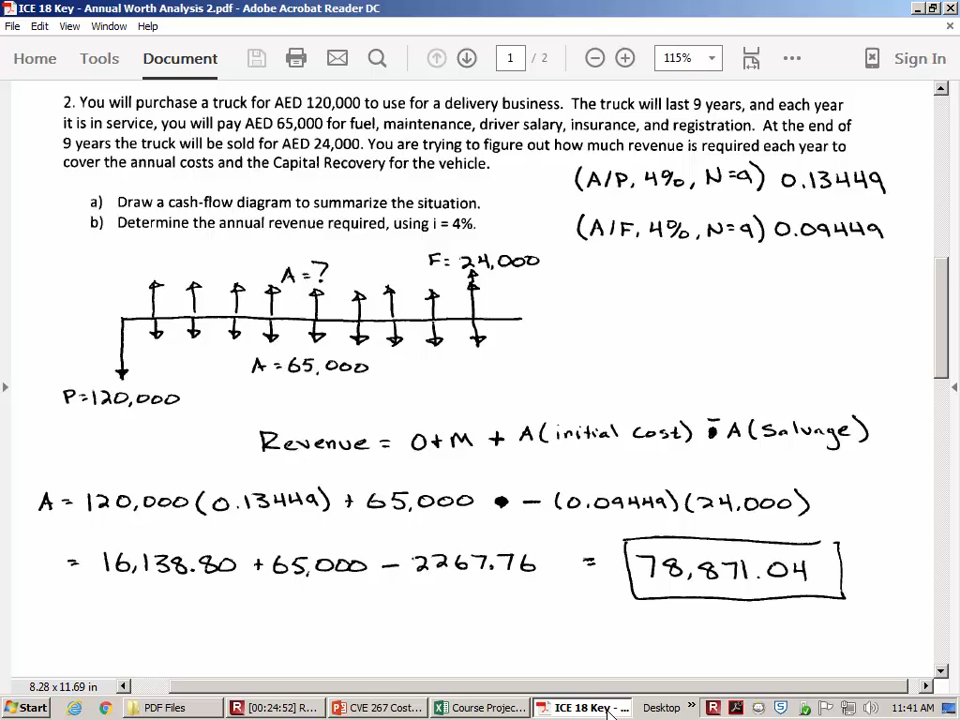 ICE 18 Key - Annual Worth Analysis 2.pdf - Adobe Acrobat Reader DC
File Edit View Window Help
Home Tools Document 1 / 2 115% Sign In
2. You will purchase a truck for AED 120,000 to use for a delivery business. The truck will last 9 years, and each year
it is in service, you will pay AED 65,000 for fuel, maintenance, driver salary, insurance, and registration. At the end of
9 years the truck will be sold for AED 24,000. You are trying to figure out how much revenue is required each year to
cover the annual costs and the Capital Recovery for the vehicle.
(A/P, 4%, N=9) 0.13449
a) Draw a cash-flow diagram to summarize the situation.
b) Determine the annual revenue required, using i = 4%.
(A/F, 4%, N=9) 0.09449
F= 24,000
A = ?
A = 65,000
P=120,000
Revenue = O+M + A(initial cost) - A(Salvage)
A = 120,000(0.13449) + 65,000 - (0.09449)(24,000)
= 16,138.80 + 65,000 - 2267.76 = 78,871.04
8.28 x 11.69 in
Start PDF Files [00:24:52] R... CVE 267 Cost... Course Projec... ICE 18 Key - ... Desktop » 11:41 AM